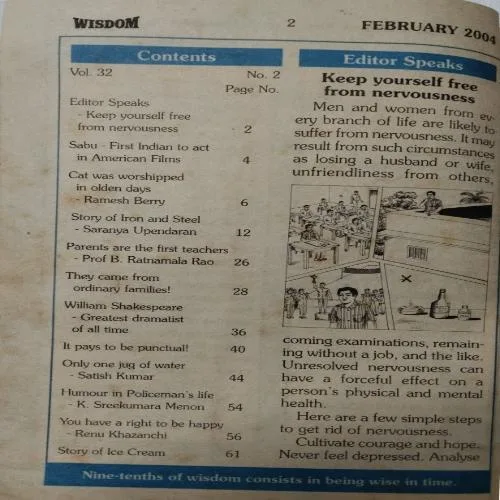 WISDOM 2 FEBRUARY 2004
Contents
Vol. 32 No. 2
Page No.
Editor Speaks
- Keep yourself free
from nervousness 2
Sabu - First Indian to act
in American Films 4
Cat was worshipped
in olden days
- Ramesh Berry 6
Story of Iron and Steel
- Saranya Upendaran 12
Parents are the first teachers
- Prof B. Ratnamala Rao 26
They came from
ordinary families! 28
William Shakespeare
- Greatest dramatist
of all time 36
It pays to be punctual! 40
Only one jug of water
- Satish Kumar 44
Humour in Policeman's life
- K. Sreekumara Menon 54
You have a right to be happy
- Renu Khazanchi 56
Story of Ice Cream 61
Editor Speaks
Keep yourself free
from nervousness
Men and women from ev-
ery branch of life are likely to
suffer from nervousness. It may
result from such circumstances
as losing a husband or wife,
unfriendliness from others,
coming examinations, remain-
ing without a job, and the like.
Unresolved nervousness can
have a forceful effect on a
person's physical and mental
health.
Here are a few simple steps
to get rid of nervousness.
Cultivate courage and hope.
Never feel depressed. Analyse
Nine-tenths of wisdom consists in being wise in time.